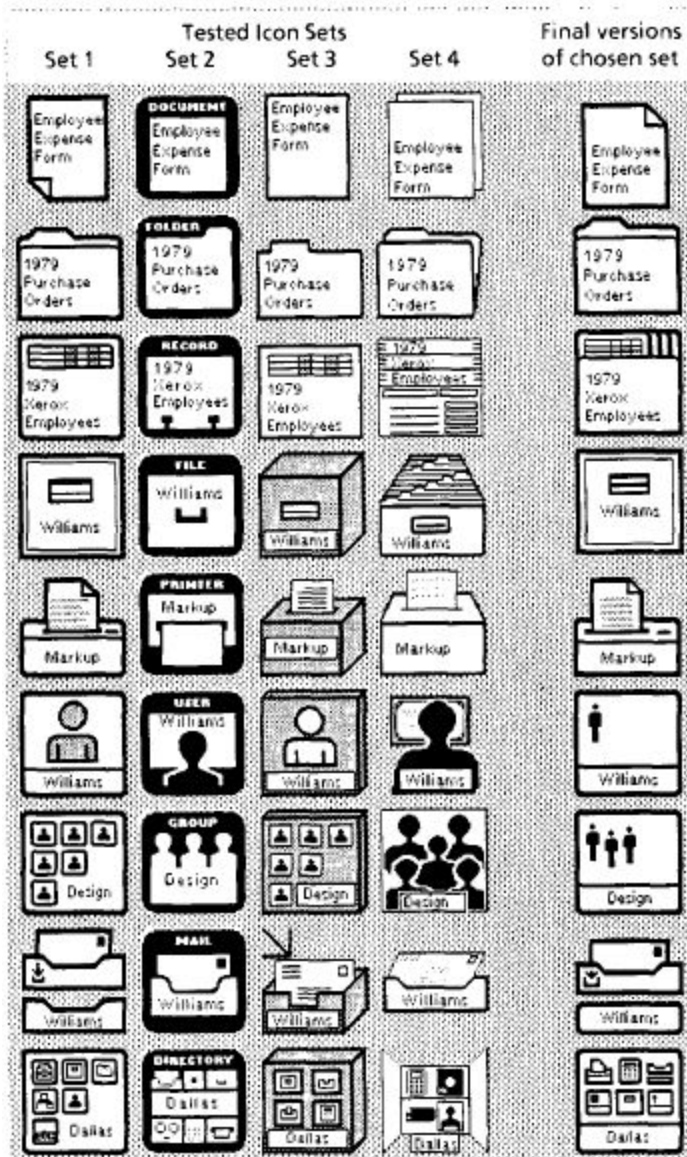 Tested Icon Sets
Final versions
of chosen set
Set 1
Set 2
Set 3
Set 4
Employee
Expense
Form
DOCUMENT
Employee
Expense
Form
Employee
Expense
Form
Employee
Expense
Form
Employee
Expense
Form
1979
Purchase
Orders
FOLDER
1979
Purchase
Orders
1979
Purchase
Orders
1979
Purchase
Orders
1979
Purchase
Orders
1979
Xerox
Employees
RECORD
1979
Xerox
Employees
1979
Xerox
Employees
1979
Xerox
Employees
1979
Xerox
Employees
Williams
FILE
Williams
Williams
Williams
Williams
Markup
PRINTER
Markup
Markup
Markup
Markup
Williams
USER
Williams
Williams
Williams
Williams
Design
GROUP
Design
Design
Design
Design
Williams
MAIL
Williams
Williams
Williams
Williams
Dallas
DIRECTORY
Dallas
Dallas
Dallas
Dallas